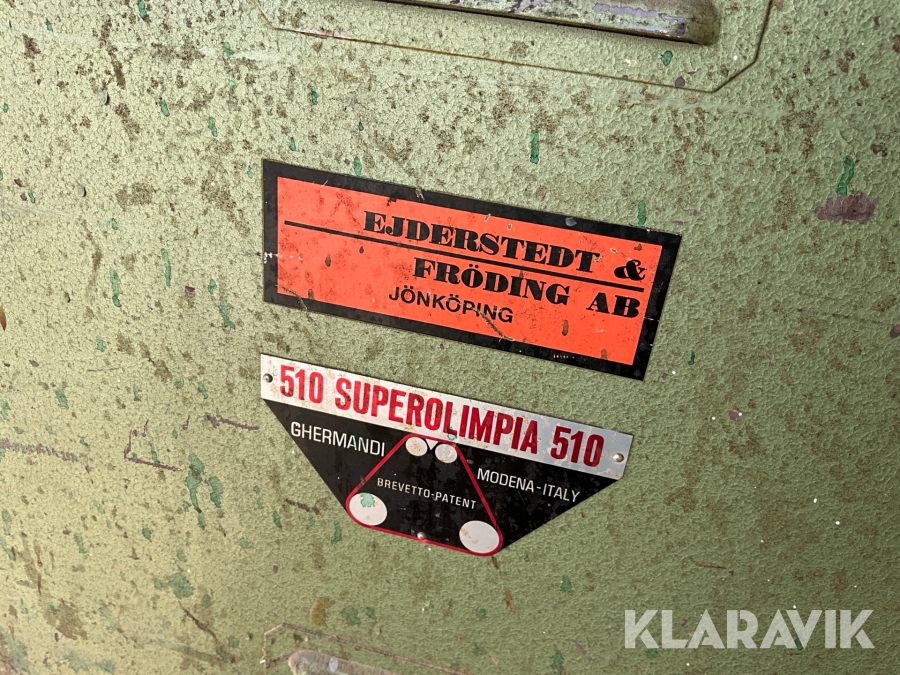 EJDERSTEDT &
FRÖDING AB
JÖNKÖPING
510 SUPEROLIMPIA 510
GHERMANDI
MODENA-ITALY
BREVETTO-PATENT
KLARAVIK